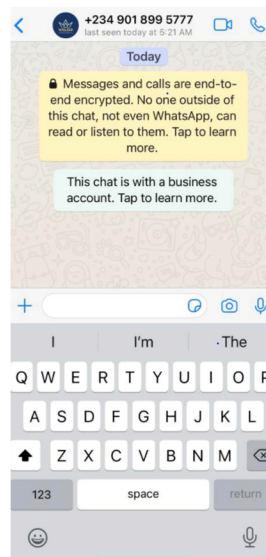 +234 901 899 5777
last seen today at 5:21 AM
Today
Messages and calls are end-to-
end encrypted. No one outside of
this chat, not even WhatsApp, can
read or listen to them. Tap to learn
more.
This chat is with a business
account. Tap to learn more.
I I'm The
Q W E R T Y U I O P
A S D F G H J K L
Z X C V B N M
123 space return